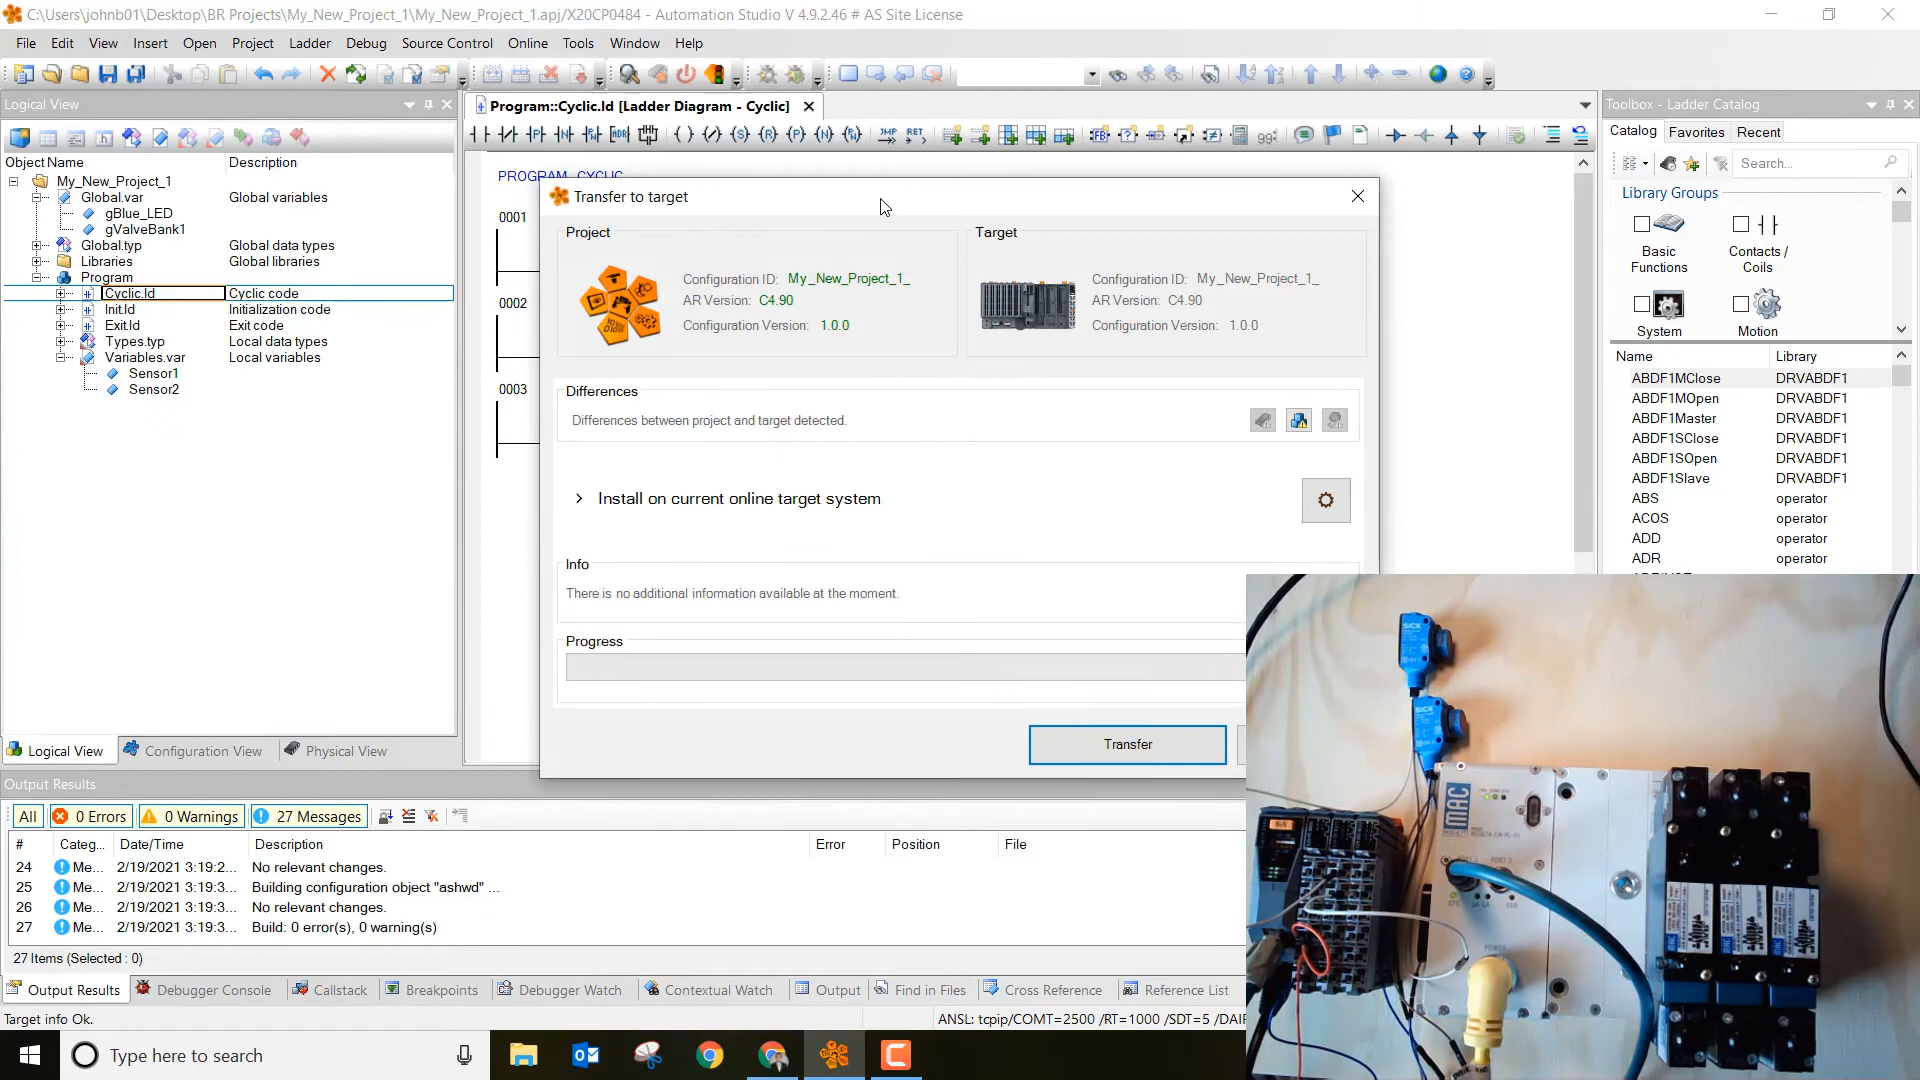 C:\Users\johnb01\Desktop\BR Projects\My_New_Project_1\My_New_Project_1.apj/X20CP0484 - Automation Studio V 4.9.2.46 # AS Site License
File Edit View Insert Open Project Ladder Debug Source Control Online Tools Window Help
Logical View
Program::Cyclic.ld [Ladder Diagram - Cyclic]
Toolbox - Ladder Catalog
Catalog Favorites Recent
Search...
Object Name Description
My_New_Project_1
Global.var Global variables
gBlue_LED
gValveBank1
Global.typ Global data types
Libraries Global libraries
Program
Cyclic.ld Cyclic code
Init.ld Initialization code
Exit.ld Exit code
Types.typ Local data types
Variables.var Local variables
Sensor1
Sensor2
PROGRAM _CYCLIC
0001
0002
0003
Transfer to target
Project
Configuration ID: My_New_Project_1_
AR Version: C4.90
Configuration Version: 1.0.0
Target
Configuration ID: My_New_Project_1_
AR Version: C4.90
Configuration Version: 1.0.0
Differences
Differences between project and target detected.
Install on current online target system
Info
There is no additional information available at the moment.
Progress
Transfer
Library Groups
Basic Functions
Contacts / Coils
System
Motion
Name Library
ABDF1MClose DRVABDF1
ABDF1MOpen DRVABDF1
ABDF1Master DRVABDF1
ABDF1SClose DRVABDF1
ABDF1SOpen DRVABDF1
ABDF1Slave DRVABDF1
ABS operator
ACOS operator
ADD operator
ADR operator
Logical View Configuration View Physical View
Output Results
All 0 Errors 0 Warnings 27 Messages
# Categ... Date/Time Description Error Position File
24 Me... 2/19/2021 3:19:2... No relevant changes.
25 Me... 2/19/2021 3:19:3... Building configuration object "ashwd" ...
26 Me... 2/19/2021 3:19:3... No relevant changes.
27 Me... 2/19/2021 3:19:3... Build: 0 error(s), 0 warning(s)
27 Items (Selected : 0)
Output Results Debugger Console Callstack Breakpoints Debugger Watch Contextual Watch Output Find in Files Cross Reference Reference List
Target info Ok.
ANSL: tcpip/COMT=2500 /RT=1000 /SDT=5 /DAIP
Type here to search
SICK
SICK
MAC
PORT 2
POWER